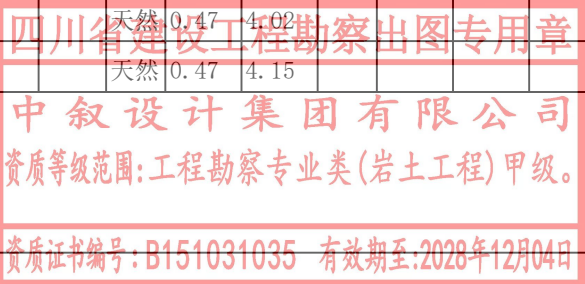 天然 0.47 4.02
四川省建设工程勘察出图专用章
天然 0.47 4.15
中叙设计集团有限公司
资质等级范围:工程勘察专业类(岩土工程)甲级。
资质证书编号:B151031035 有效期至:2028年12月04日